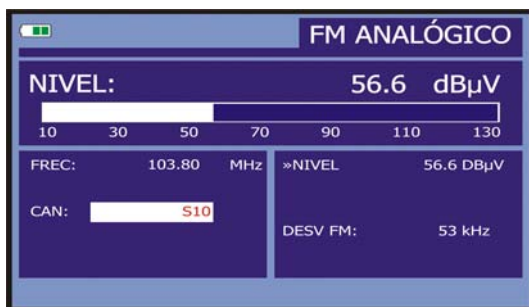 FM ANALÓGICO
NIVEL: 56.6 dBµV
10 30 50 70 90 110 130
FREC: 103.80 MHz
CAN: S10
»NIVEL 56.6 DBµV
DESV FM: 53 kHz